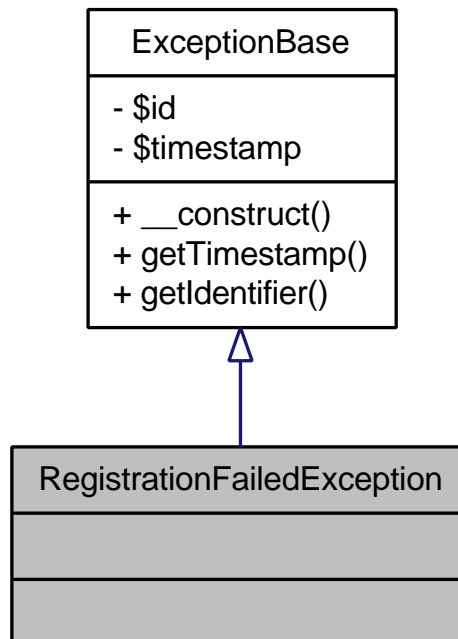 ExceptionBase
- $id
- $timestamp
+ __construct()
+ getTimestamp()
+ getIdentifier()
RegistrationFailedException